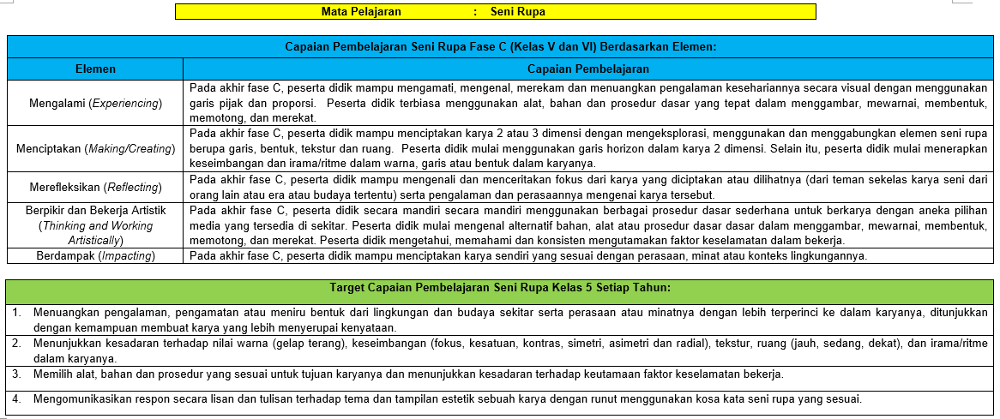 Mata Pelajaran : Seni Rupa
Capaian Pembelajaran Seni Rupa Fase C (Kelas V dan VI) Berdasarkan Elemen:
Elemen Capaian Pembelajaran
Mengalami (Experiencing)
Pada akhir fase C, peserta didik mampu mengamati, mengenal, merekam dan menuangkan pengalaman kesehariannya secara visual dengan menggunakan
garis pijak dan proporsi. Peserta didik terbiasa menggunakan alat, bahan dan prosedur dasar yang tepat dalam menggambar, mewarnai, membentuk,
memotong, dan merekat.
Menciptakan (Making/Creating)
Pada akhir fase C, peserta didik mampu menciptakan karya 2 atau 3 dimensi dengan mengeksplorasi, menggunakan dan menggabungkan elemen seni rupa
berupa garis, bentuk, tekstur dan ruang. Peserta didik mulai menggunakan garis horizon dalam karya 2 dimensi. Selain itu, peserta didik mulai menerapkan
keseimbangan dan irama/ritme dalam warna, garis atau bentuk dalam karyanya.
Merefleksikan (Reflecting)
Pada akhir fase C, peserta didik mampu mengenali dan menceritakan fokus dari karya yang diciptakan atau dilihatnya (dari teman sekelas karya seni dari
orang lain atau era atau budaya tertentu) serta pengalaman dan perasaannya mengenai karya tersebut.
Berpikir dan Bekerja Artistik
(Thinking and Working
Artistically)
Pada akhir fase C, peserta didik secara mandiri secara mandiri menggunakan berbagai prosedur dasar sederhana untuk berkarya dengan aneka pilihan
media yang tersedia di sekitar. Peserta didik mulai mengenal alternatif bahan, alat atau prosedur dasar dasar dalam menggambar, mewarnai, membentuk,
memotong, dan merekat. Peserta didik mengetahui, memahami dan konsisten mengutamakan faktor keselamatan dalam bekerja.
Berdampak (Impacting)
Pada akhir fase C, peserta didik mampu menciptakan karya sendiri yang sesuai dengan perasaan, minat atau konteks lingkungannya.
Target Capaian Pembelajaran Seni Rupa Kelas 5 Setiap Tahun:
1. Menuangkan pengalaman, pengamatan atau meniru bentuk dari lingkungan dan budaya sekitar serta perasaan atau minatnya dengan lebih terperinci ke dalam karyanya, ditunjukkan
dengan kemampuan membuat karya yang lebih menyerupai kenyataan.
2. Menunjukkan kesadaran terhadap nilai warna (gelap terang), keseimbangan (fokus, kesatuan, kontras, simetri, asimetri dan radial), tekstur, ruang (jauh, sedang, dekat), dan irama/ritme
dalam karyanya.
3. Memilih alat, bahan dan prosedur yang sesuai untuk tujuan karyanya dan menunjukkan kesadaran terhadap keutamaan faktor keselamatan bekerja.
4. Mengomunikasikan respon secara lisan dan tulisan terhadap tema dan tampilan estetik sebuah karya dengan runut menggunakan kosa kata seni rupa yang sesuai.